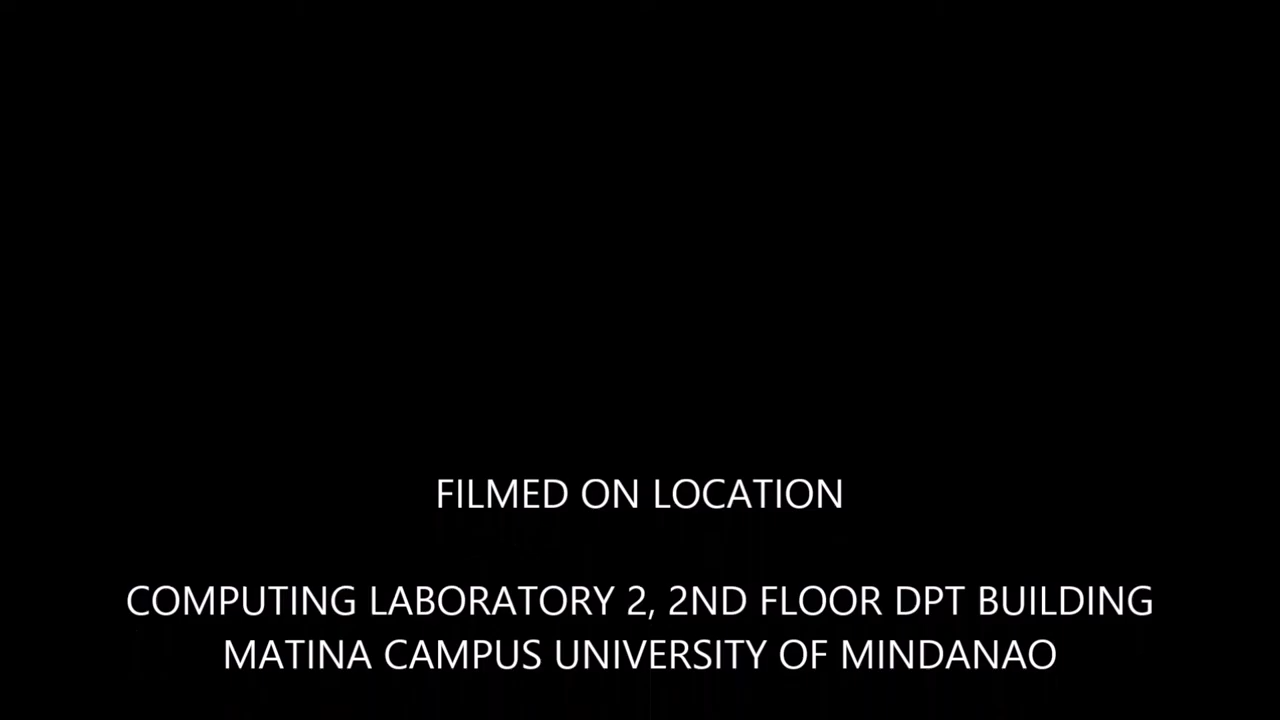 FILMED ON LOCATION
COMPUTING LABORATORY 2, 2ND FLOOR DPT BUILDING
MATINA CAMPUS UNIVERSITY OF MINDANAO